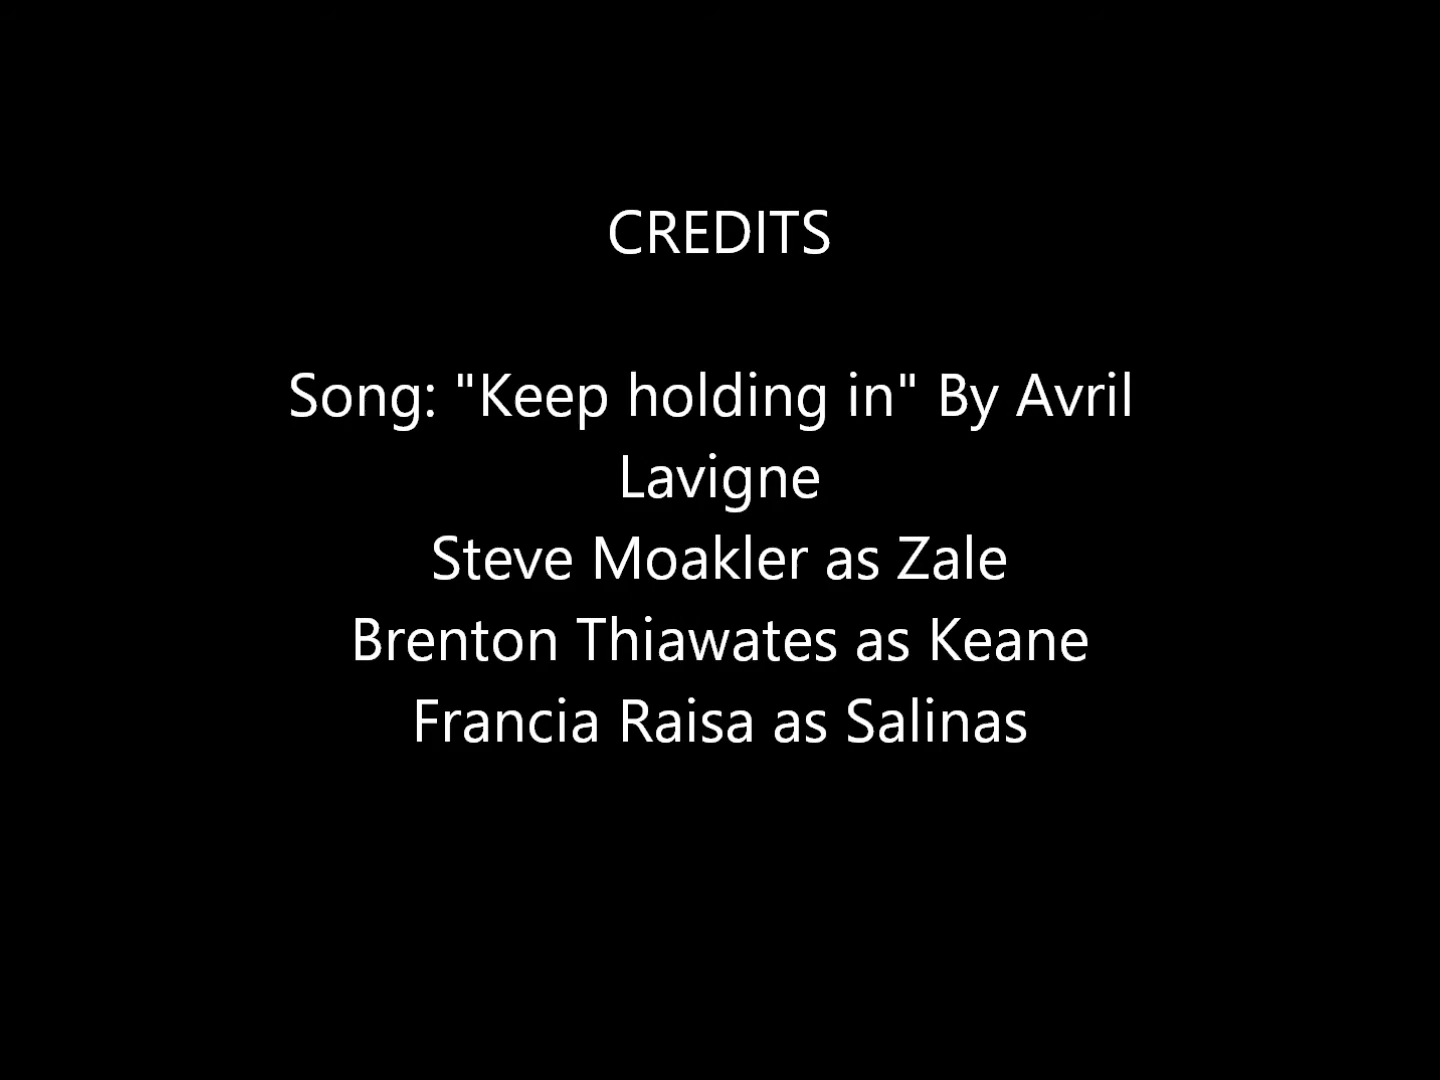 CREDITS
Song: "Keep holding in" By Avril
Lavigne
Steve Moakler as Zale
Brenton Thiawates as Keane
Francia Raisa as Salinas